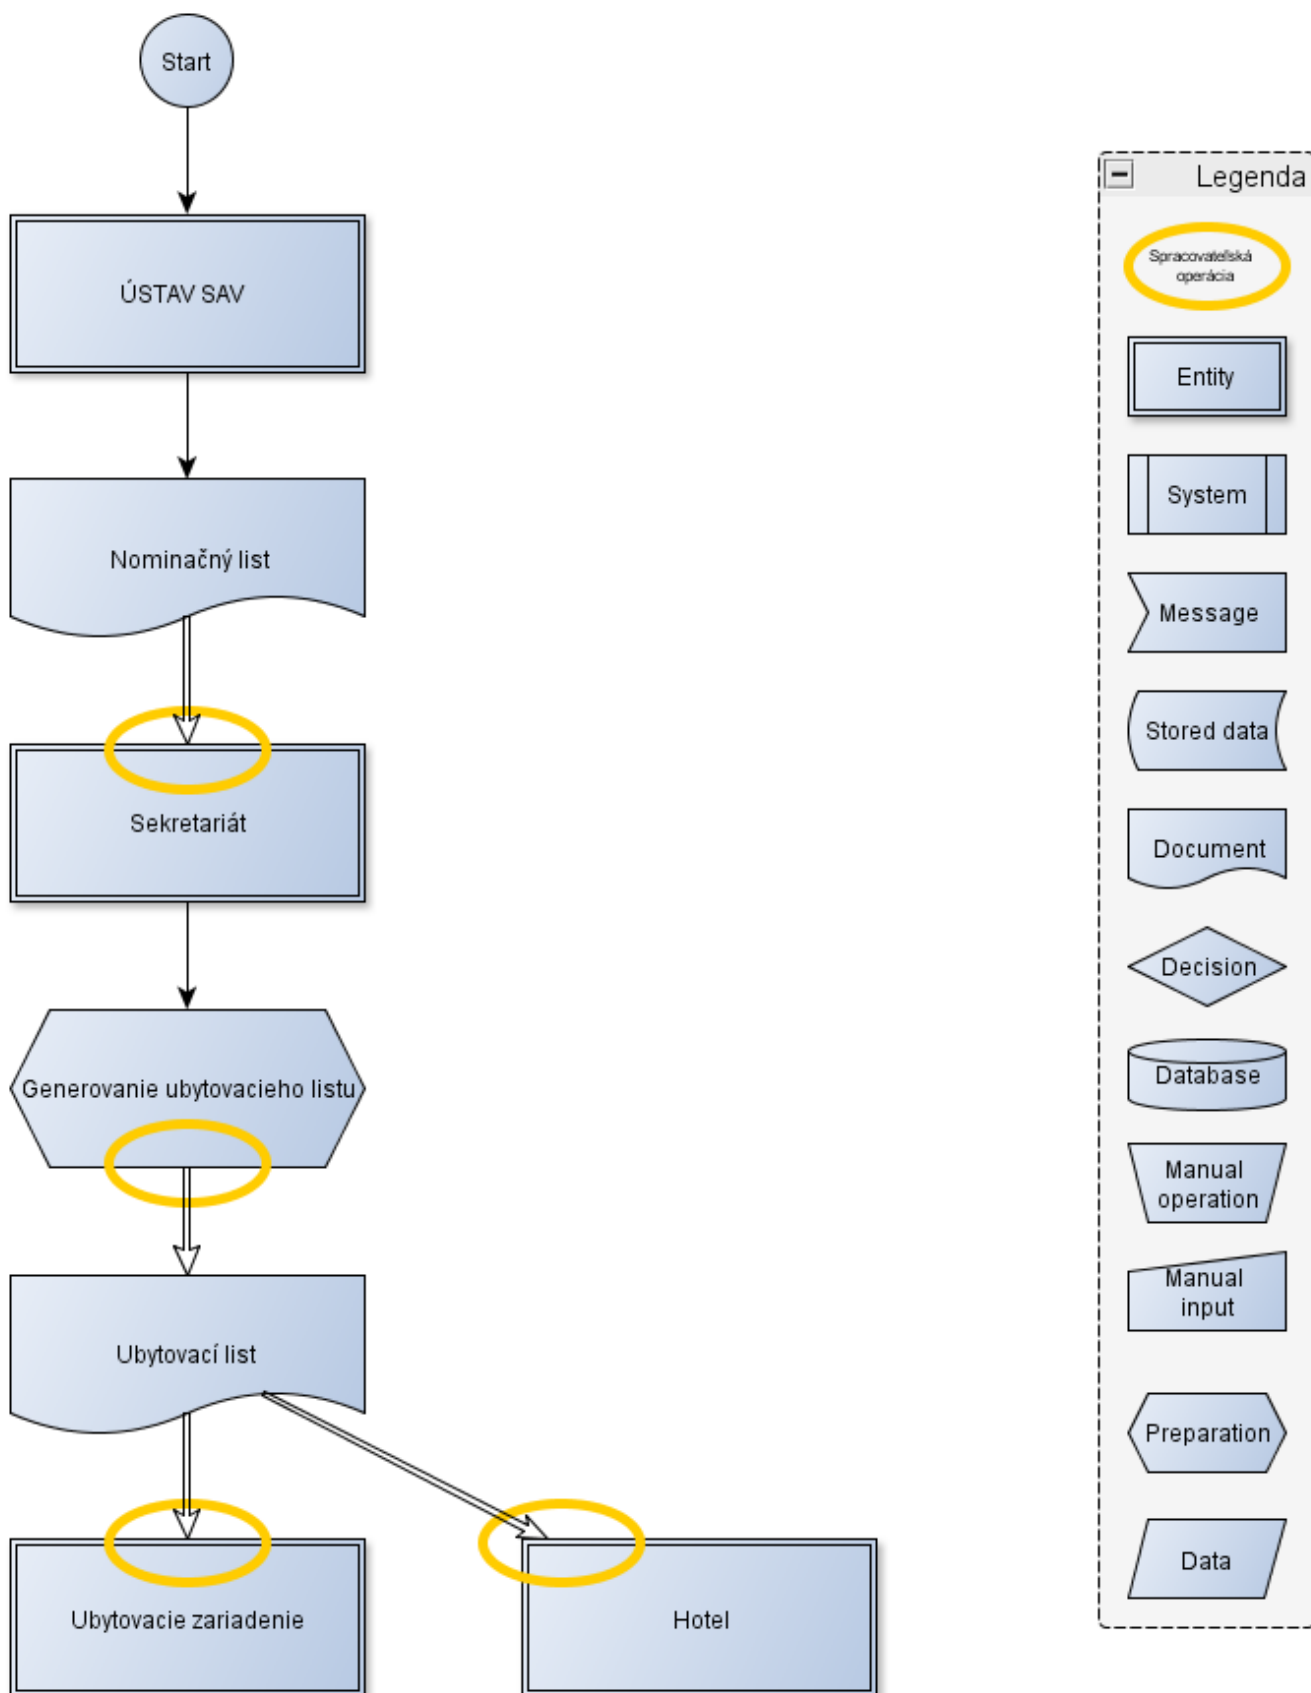 Start
ÚSTAV SAV
Nominačný list
Sekretariát
Generovanie ubytovacieho listu
Ubytovací list
Ubytovacie zariadenie
Hotel
Legenda
Spracovateľská
operácia
Entity
System
Message
Stored data
Document
Decision
Database
Manual
operation
Manual
input
Preparation
Data